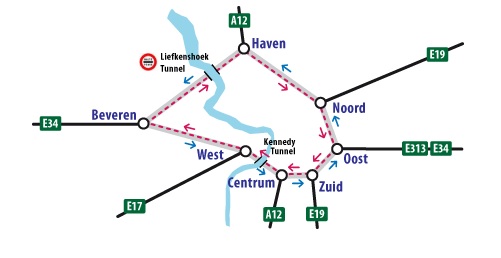 A12
Haven
E19
Liefkenshoek
Tunnel
Noord
Beveren
E34
Kennedy
Tunnel
West
Oost
E313 E34
Centrum
Zuid
E17
A12
E19